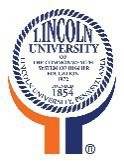 LINCOLN
UNIVERSITY
OF THE COMMONWEALTH
SYSTEM OF HIGHER
EDUCATION
1972
1854
LINCOLN UNIVERSITY, PENNSYLVANIA
®